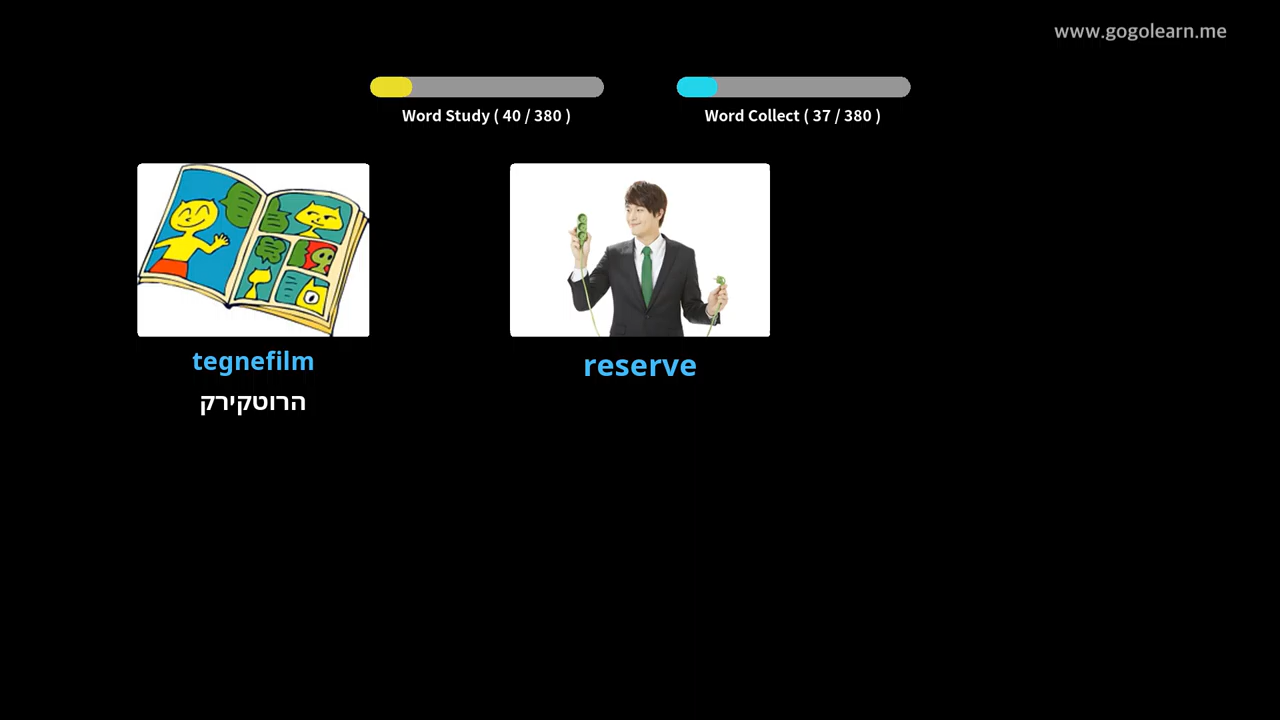 www.gogolearn.me
Word Study ( 40 / 380 )
Word Collect ( 37 / 380 )
tegnefilm
הרוטקירק
reserve